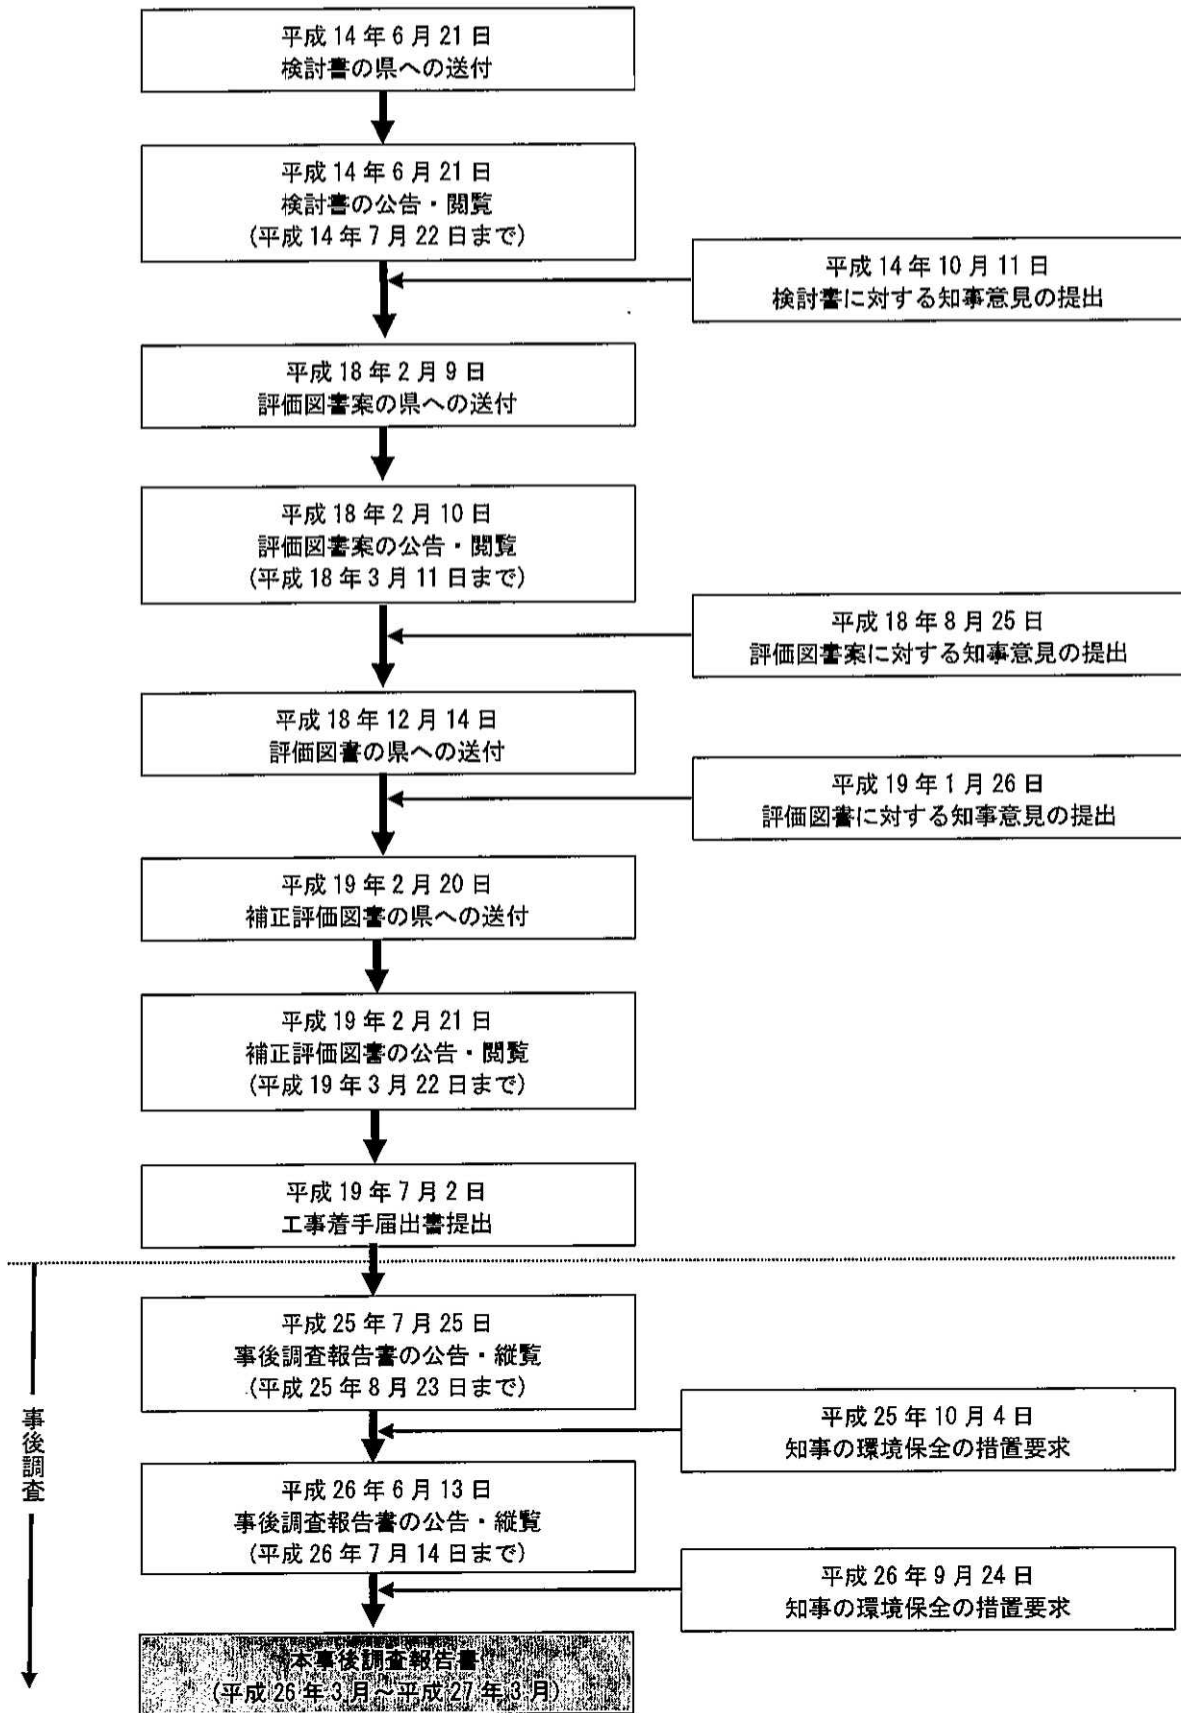 平成14年6月21日
検討書の県への送付
平成14年6月21日
検討書の公告・閲覧
(平成14年7月22日まで)
平成14年10月11日
検討書に対する知事意見の提出
平成18年2月9日
評価図書案の県への送付
平成18年2月10日
評価図書案の公告・閲覧
(平成18年3月11日まで)
平成18年8月25日
評価図書案に対する知事意見の提出
平成18年12月14日
評価図書の県への送付
平成19年1月26日
評価図書に対する知事意見の提出
平成19年2月20日
補正評価図書の県への送付
平成19年2月21日
補正評価図書の公告・閲覧
(平成19年3月22日まで)
平成19年7月2日
工事着手届出書提出
事後調査
平成25年7月25日
事後調査報告書の公告・縦覧
(平成25年8月23日まで)
平成25年10月4日
知事の環境保全の措置要求
平成26年6月13日
事後調査報告書の公告・縦覧
(平成26年7月14日まで)
平成26年9月24日
知事の環境保全の措置要求
本事後調査報告書
(平成26年3月～平成27年3月)